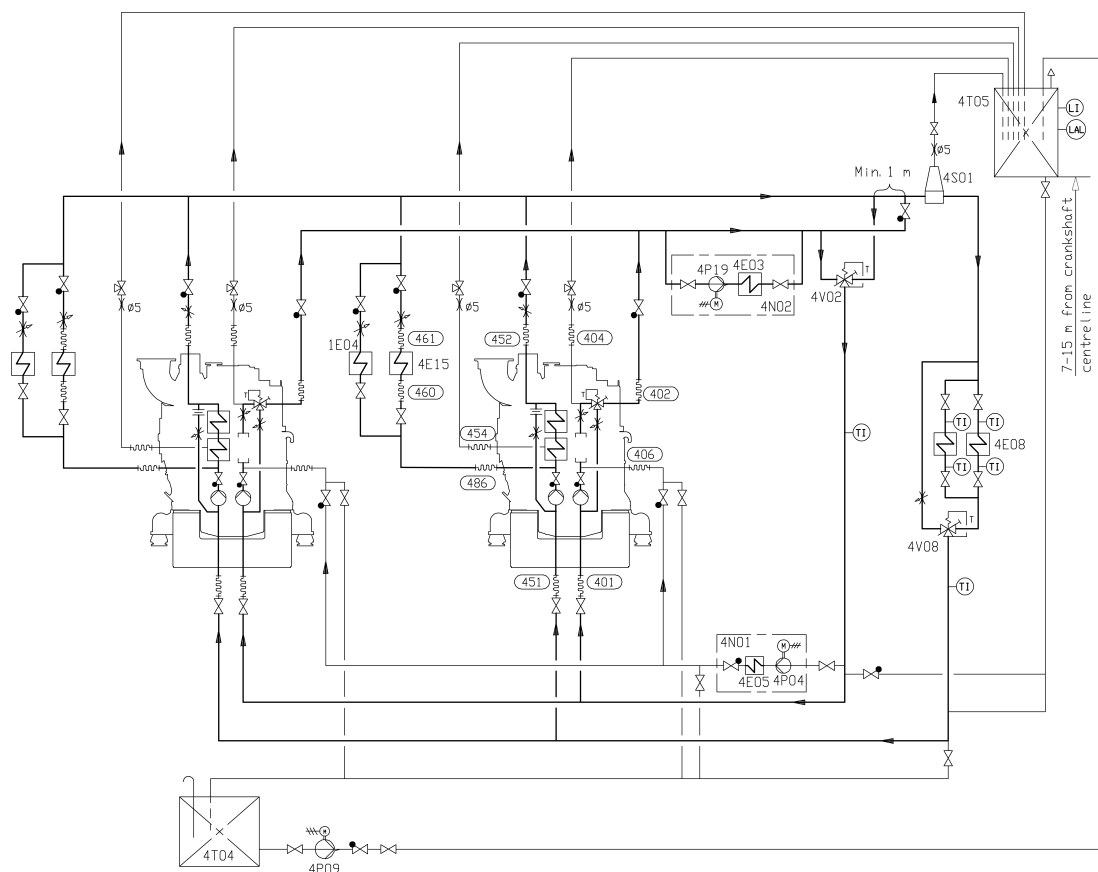 4T05
LI
LAL
ø5
4S01
Min. 1 m
7-15 m from crankshaft
centreline
4P19
4E03
M
4N02
T
4V02
ø5
ø5
ø5
ø5
1E04
461
4E15
460
452
404
402
T
T
454
406
486
TI
TI
TI
4E08
TI
TI
T
4V08
TI
451
401
4N01
M
4E05
4P04
4T04
M
4P09